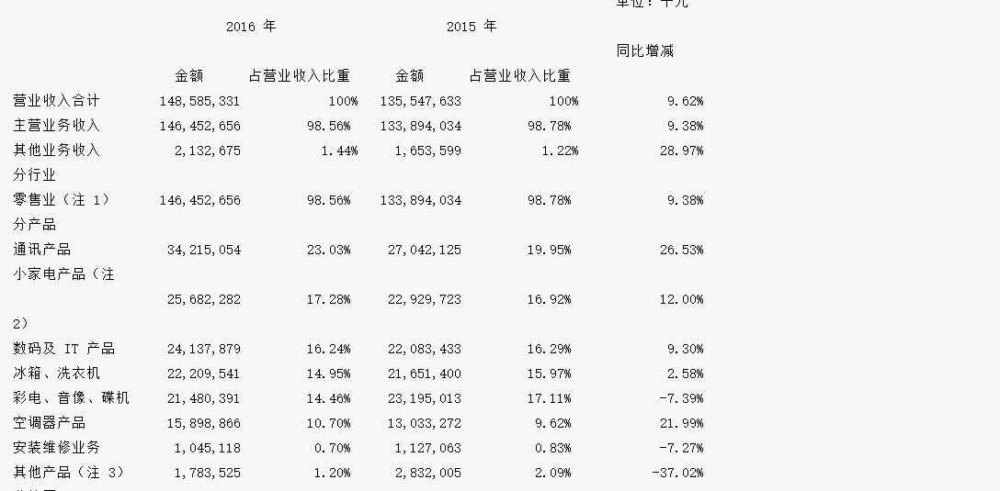 单位：千元
2016 年 2015 年
同比增减
金额 占营业收入比重 金额 占营业收入比重
营业收入合计 148,585,331 100% 135,547,633 100% 9.62%
主营业务收入 146,452,656 98.56% 133,894,034 98.78% 9.38%
其他业务收入 2,132,675 1.44% 1,653,599 1.22% 28.97%
分行业
零售业（注 1） 146,452,656 98.56% 133,894,034 98.78% 9.38%
分产品
通讯产品 34,215,054 23.03% 27,042,125 19.95% 26.53%
小家电产品（注
25,682,282 17.28% 22,929,723 16.92% 12.00%
2）
数码及 IT 产品 24,137,879 16.24% 22,083,433 16.29% 9.30%
冰箱、洗衣机 22,209,541 14.95% 21,651,400 15.97% 2.58%
彩电、音像、碟机 21,480,391 14.46% 23,195,013 17.11% -7.39%
空调器产品 15,898,866 10.70% 13,033,272 9.62% 21.99%
安装维修业务 1,045,118 0.70% 1,127,063 0.83% -7.27%
其他产品（注 3） 1,783,525 1.20% 2,832,005 2.09% -37.02%